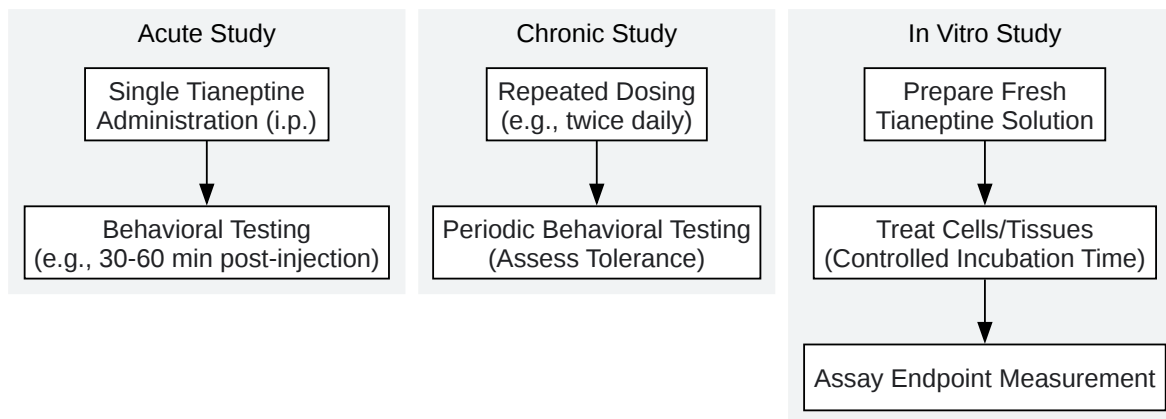 Acute Study
Single Tianeptine
Administration (i.p.)
Behavioral Testing
(e.g., 30-60 min post-injection)
Chronic Study
Repeated Dosing
(e.g., twice daily)
Periodic Behavioral Testing
(Assess Tolerance)
In Vitro Study
Prepare Fresh
Tianeptine Solution
Treat Cells/Tissues
(Controlled Incubation Time)
Assay Endpoint Measurement